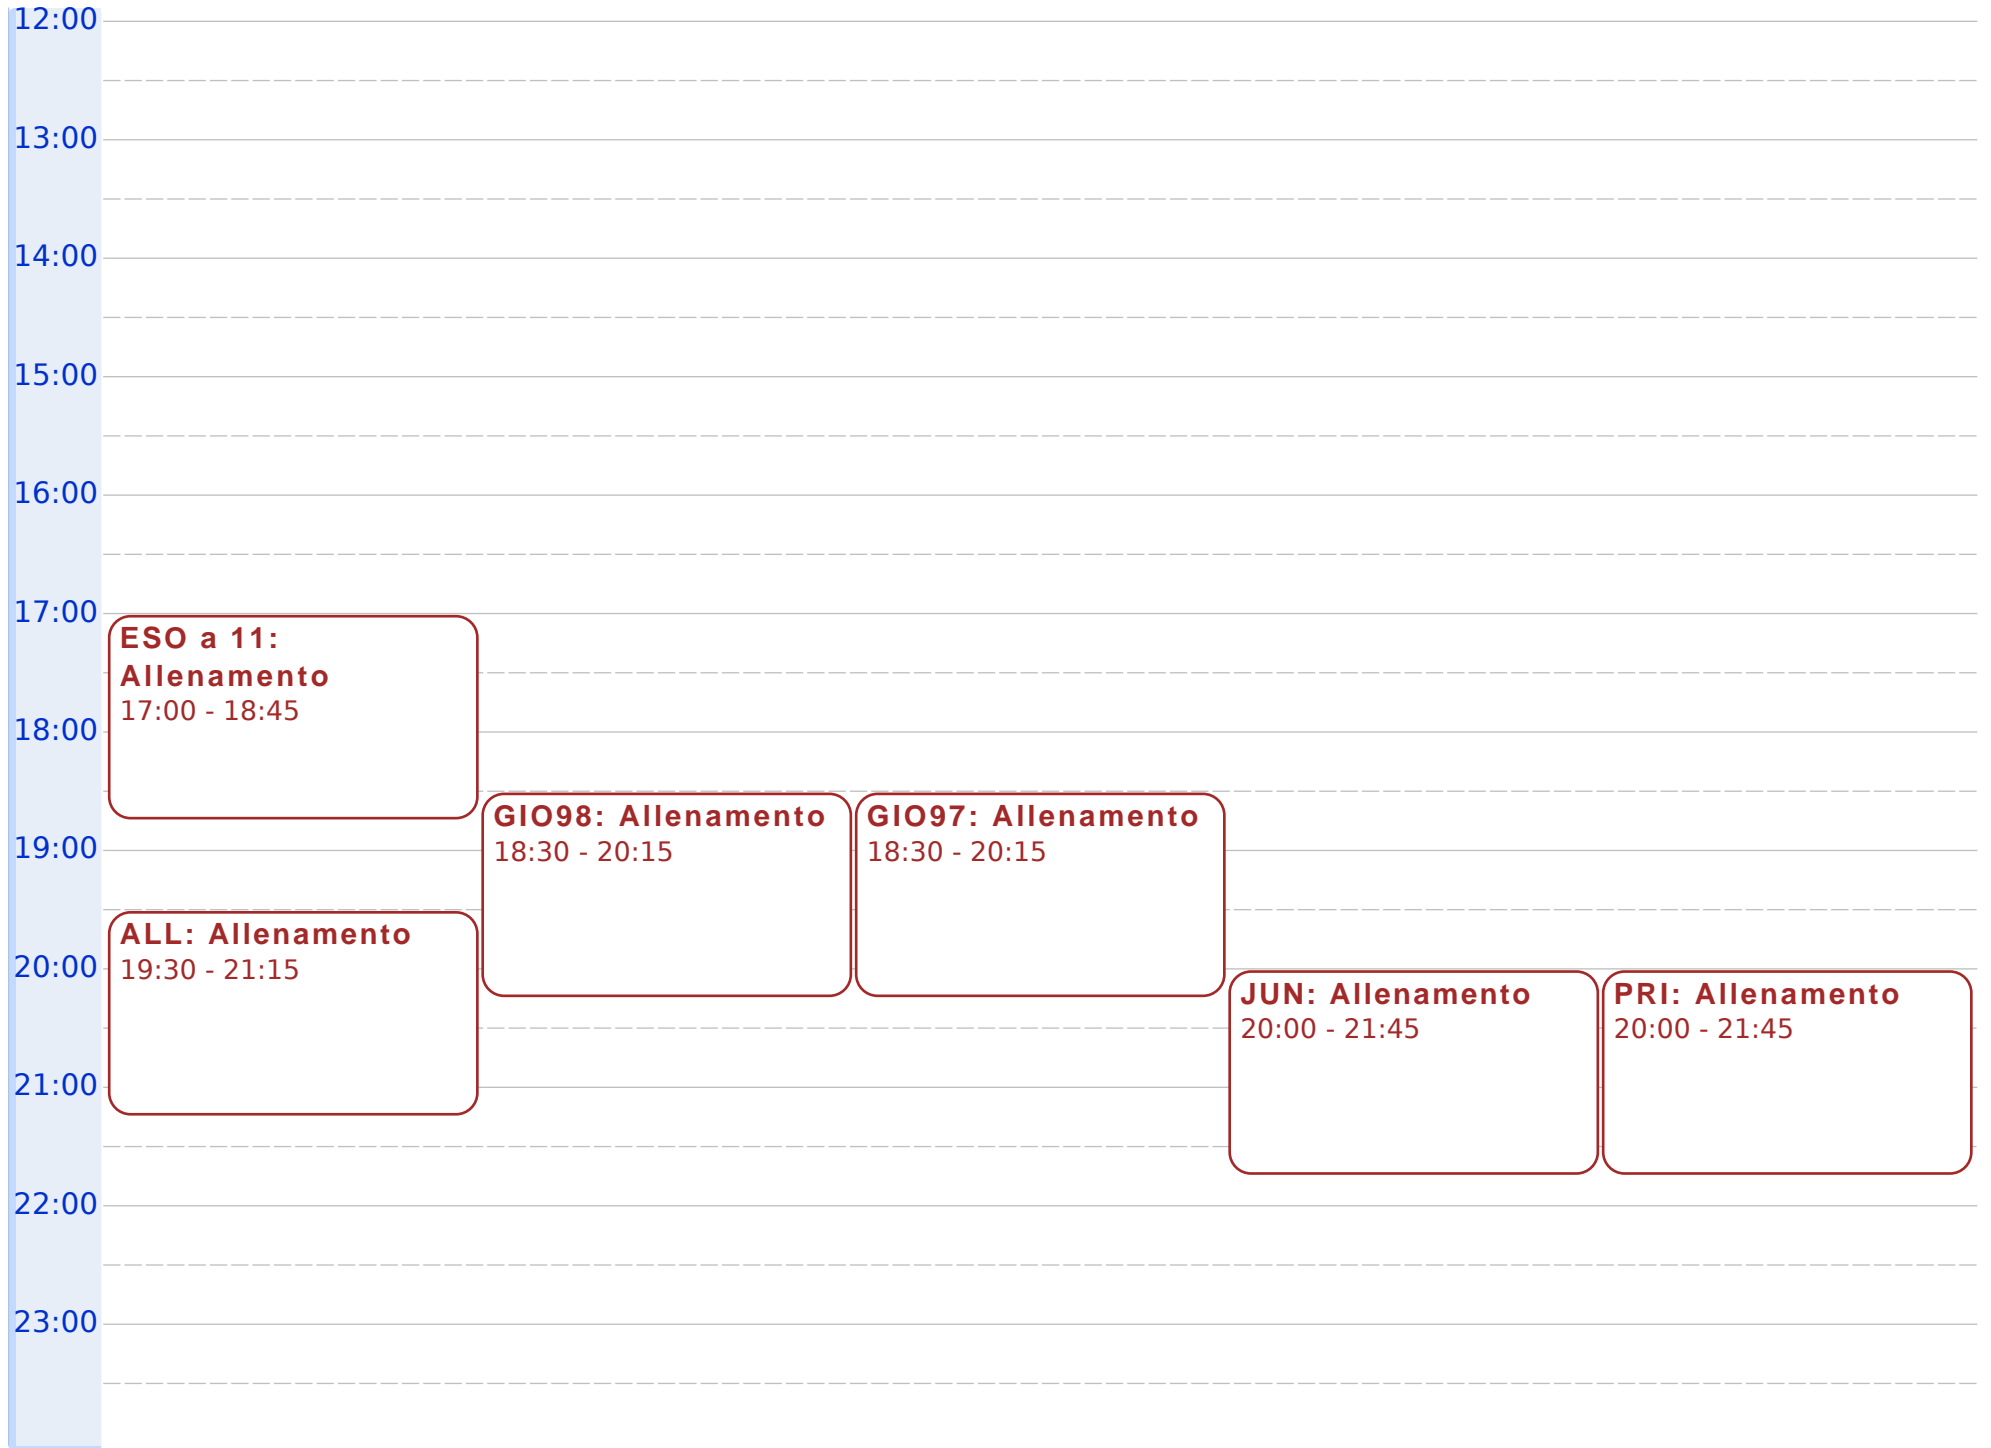 12:00
13:00
14:00
15:00
16:00
17:00
ESO a 11:
Allenamento
17:00 - 18:45
18:00
GIO98: Allenamento
18:30 - 20:15
GIO97: Allenamento
18:30 - 20:15
19:00
ALL: Allenamento
19:30 - 21:15
20:00
JUN: Allenamento
20:00 - 21:45
PRI: Allenamento
20:00 - 21:45
21:00
22:00
23:00